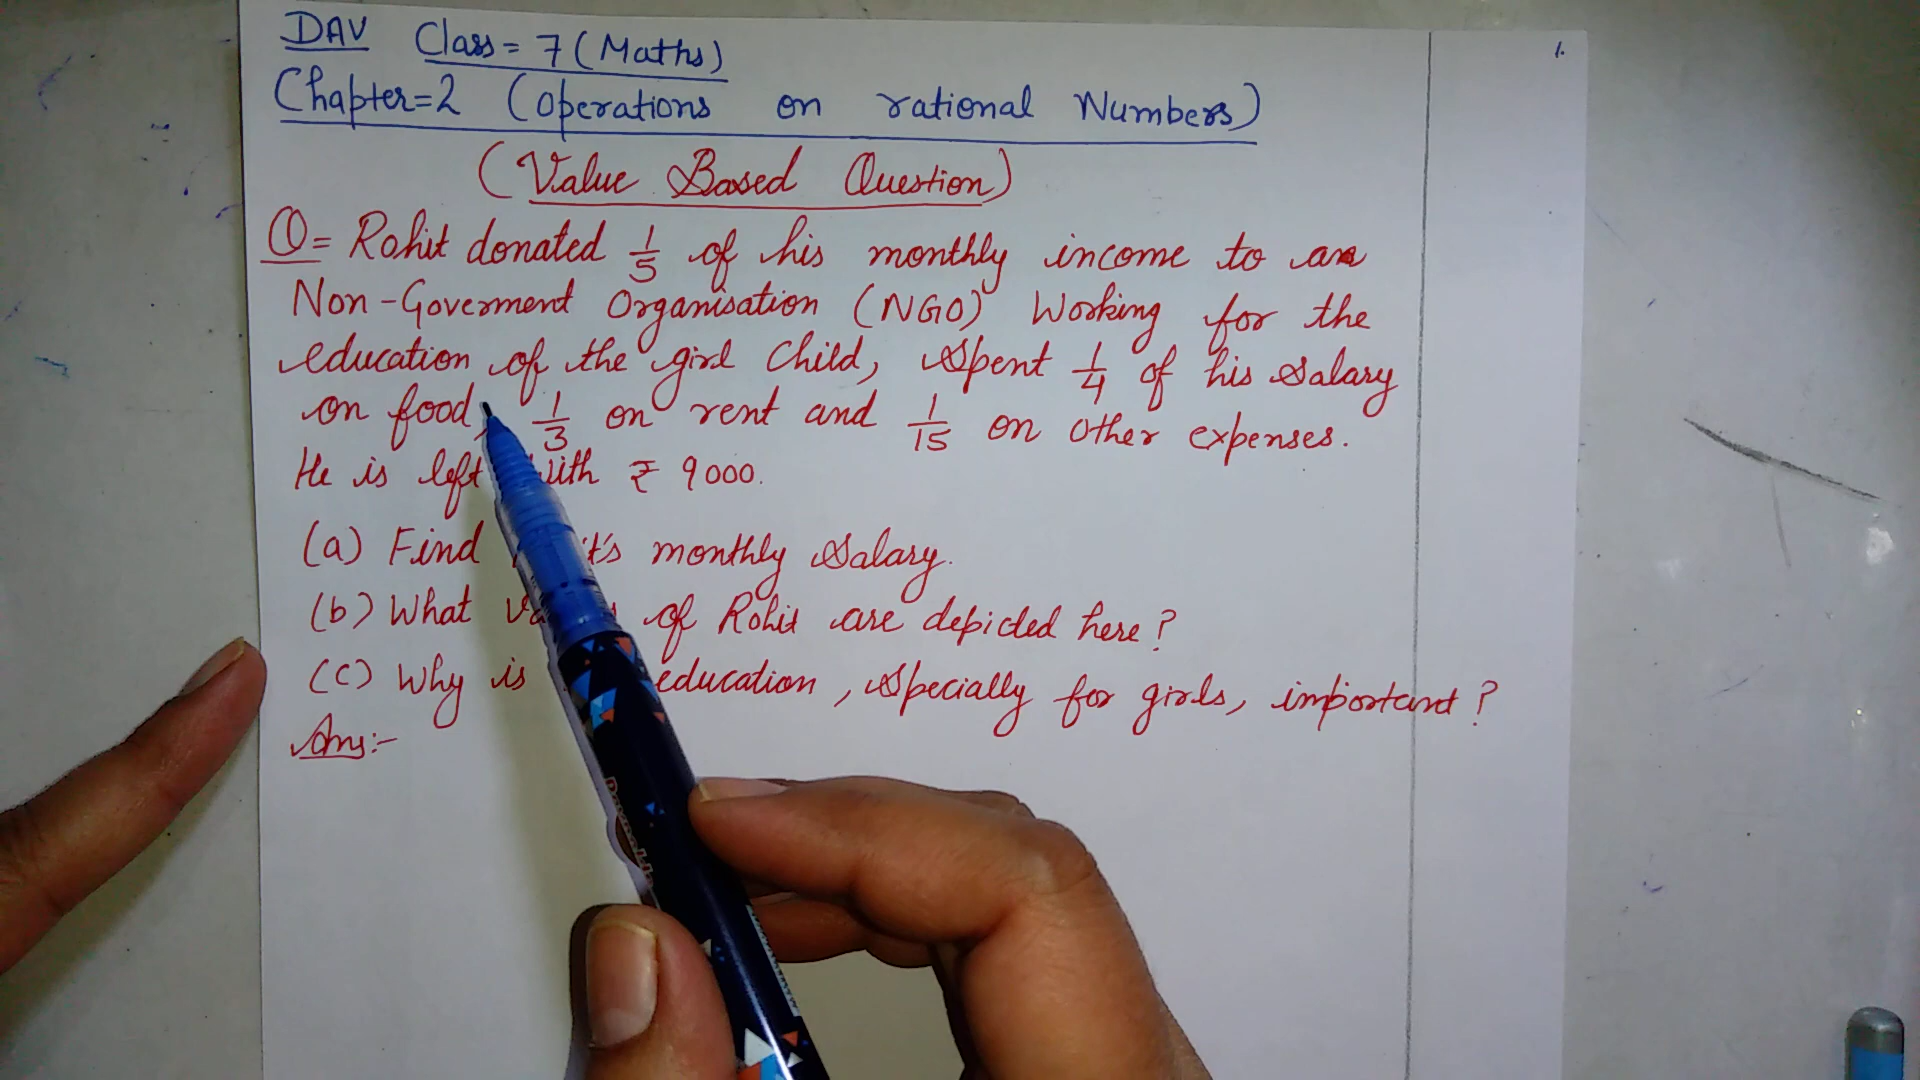 DAV Class = 7 (Maths)
1.
Chapter=2 (Operations on rational Numbers)
(Value Based Question)
Q= Rohit donated 1/5 of his monthly income to an
Non-Goverment Organisation (NGO) Working for the
education of the girl child, Spent 1/4 of his Salary
on food, 1/3 on rent and 1/15 on other expenses.
He is left with ₹ 9000.
(a) Find monthly Salary.
(b) What of Rohit are depicted here?
(c) Why is education, specially for girls, important?
Ans:-